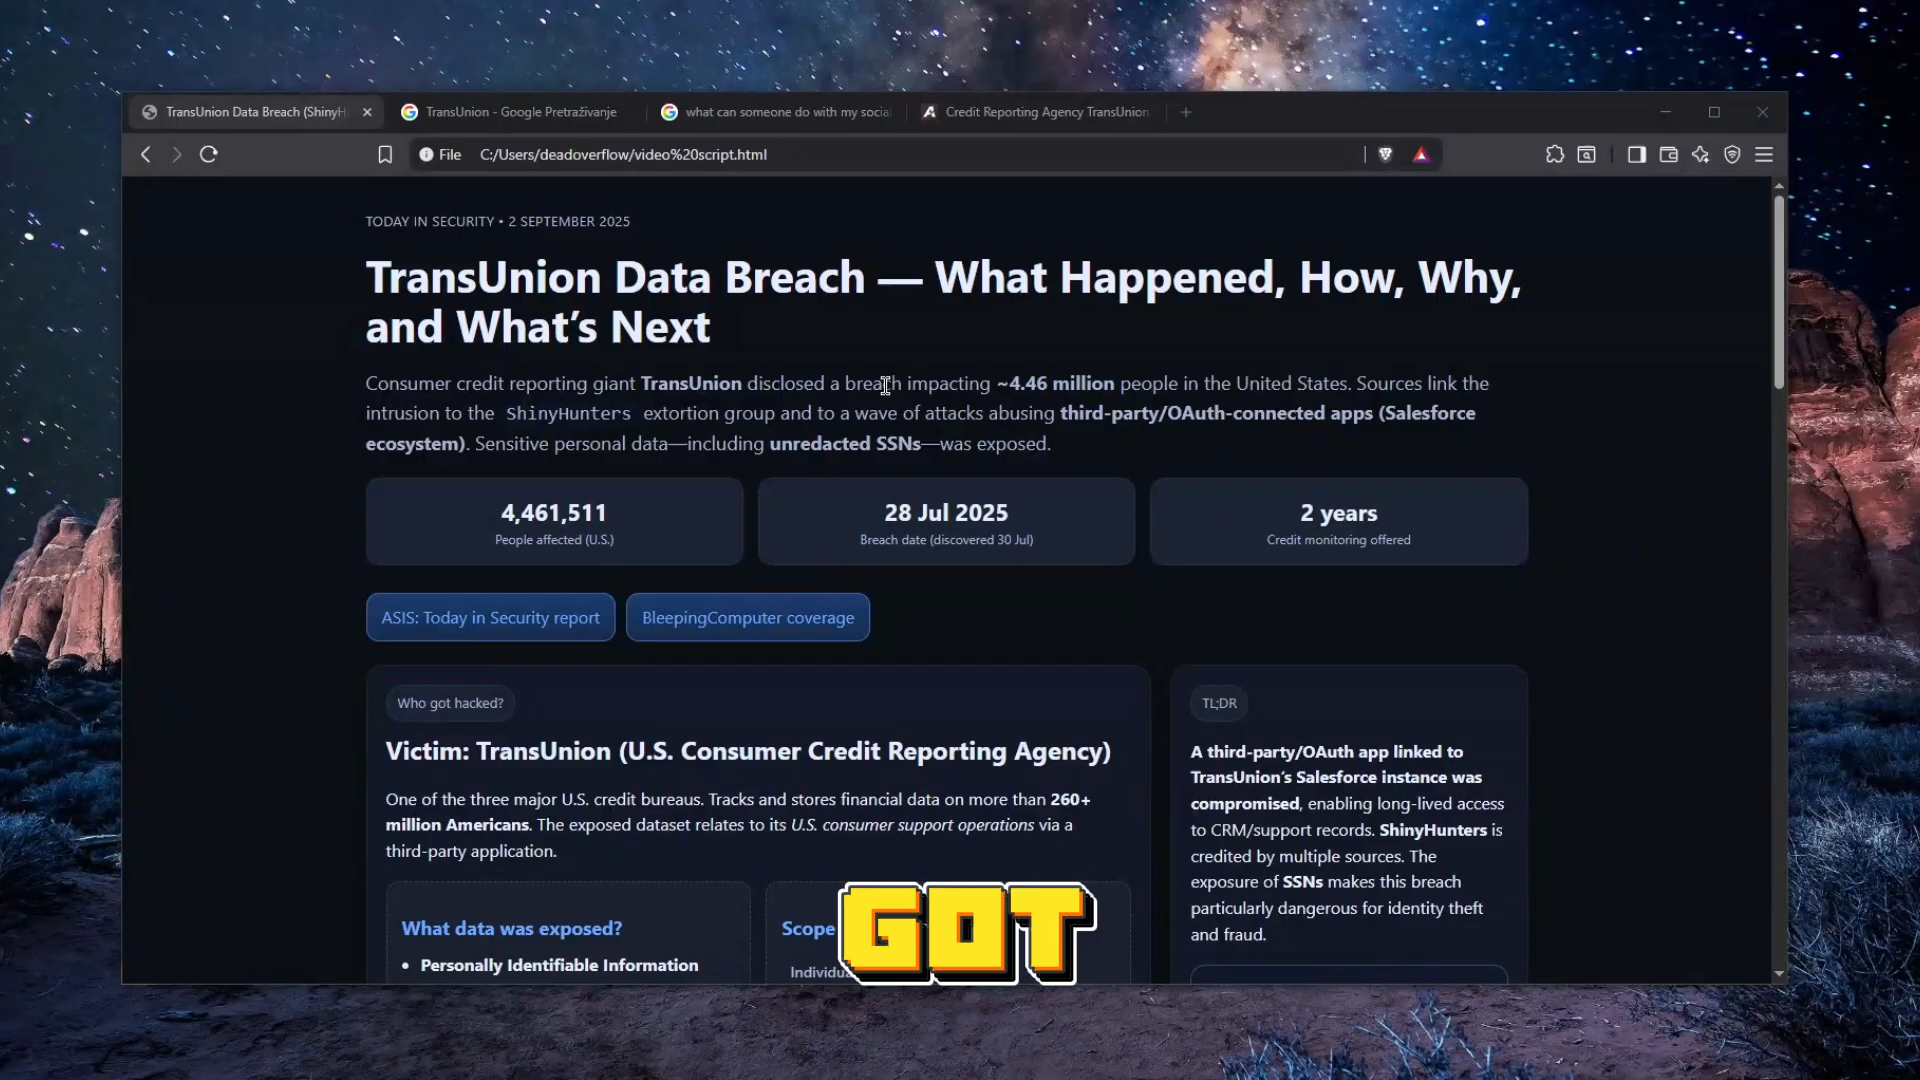 TransUnion Data Breach (ShinyH
TransUnion - Google Pretraživanje
what can someone do with my socia
Credit Reporting Agency TransUnion
File C:/Users/deadoverflow/video%20script.html
TODAY IN SECURITY • 2 SEPTEMBER 2025
TransUnion Data Breach — What Happened, How, Why,
and What’s Next
Consumer credit reporting giant TransUnion disclosed a breach impacting ~4.46 million people in the United States. Sources link the
intrusion to the ShinyHunters extortion group and to a wave of attacks abusing third-party/OAuth-connected apps (Salesforce
ecosystem). Sensitive personal data—including unredacted SSNs—was exposed.
4,461,511
People affected (U.S.)
28 Jul 2025
Breach date (discovered 30 Jul)
2 years
Credit monitoring offered
ASIS: Today in Security report
BleepingComputer coverage
Who got hacked?
Victim: TransUnion (U.S. Consumer Credit Reporting Agency)
One of the three major U.S. credit bureaus. Tracks and stores financial data on more than 260+
million Americans. The exposed dataset relates to its U.S. consumer support operations via a
third-party application.
What data was exposed?
• Personally Identifiable Information
Scope
Individua
GOT
TL;DR
A third-party/OAuth app linked to
TransUnion’s Salesforce instance was
compromised, enabling long-lived access
to CRM/support records. ShinyHunters is
credited by multiple sources. The
exposure of SSNs makes this breach
particularly dangerous for identity theft
and fraud.